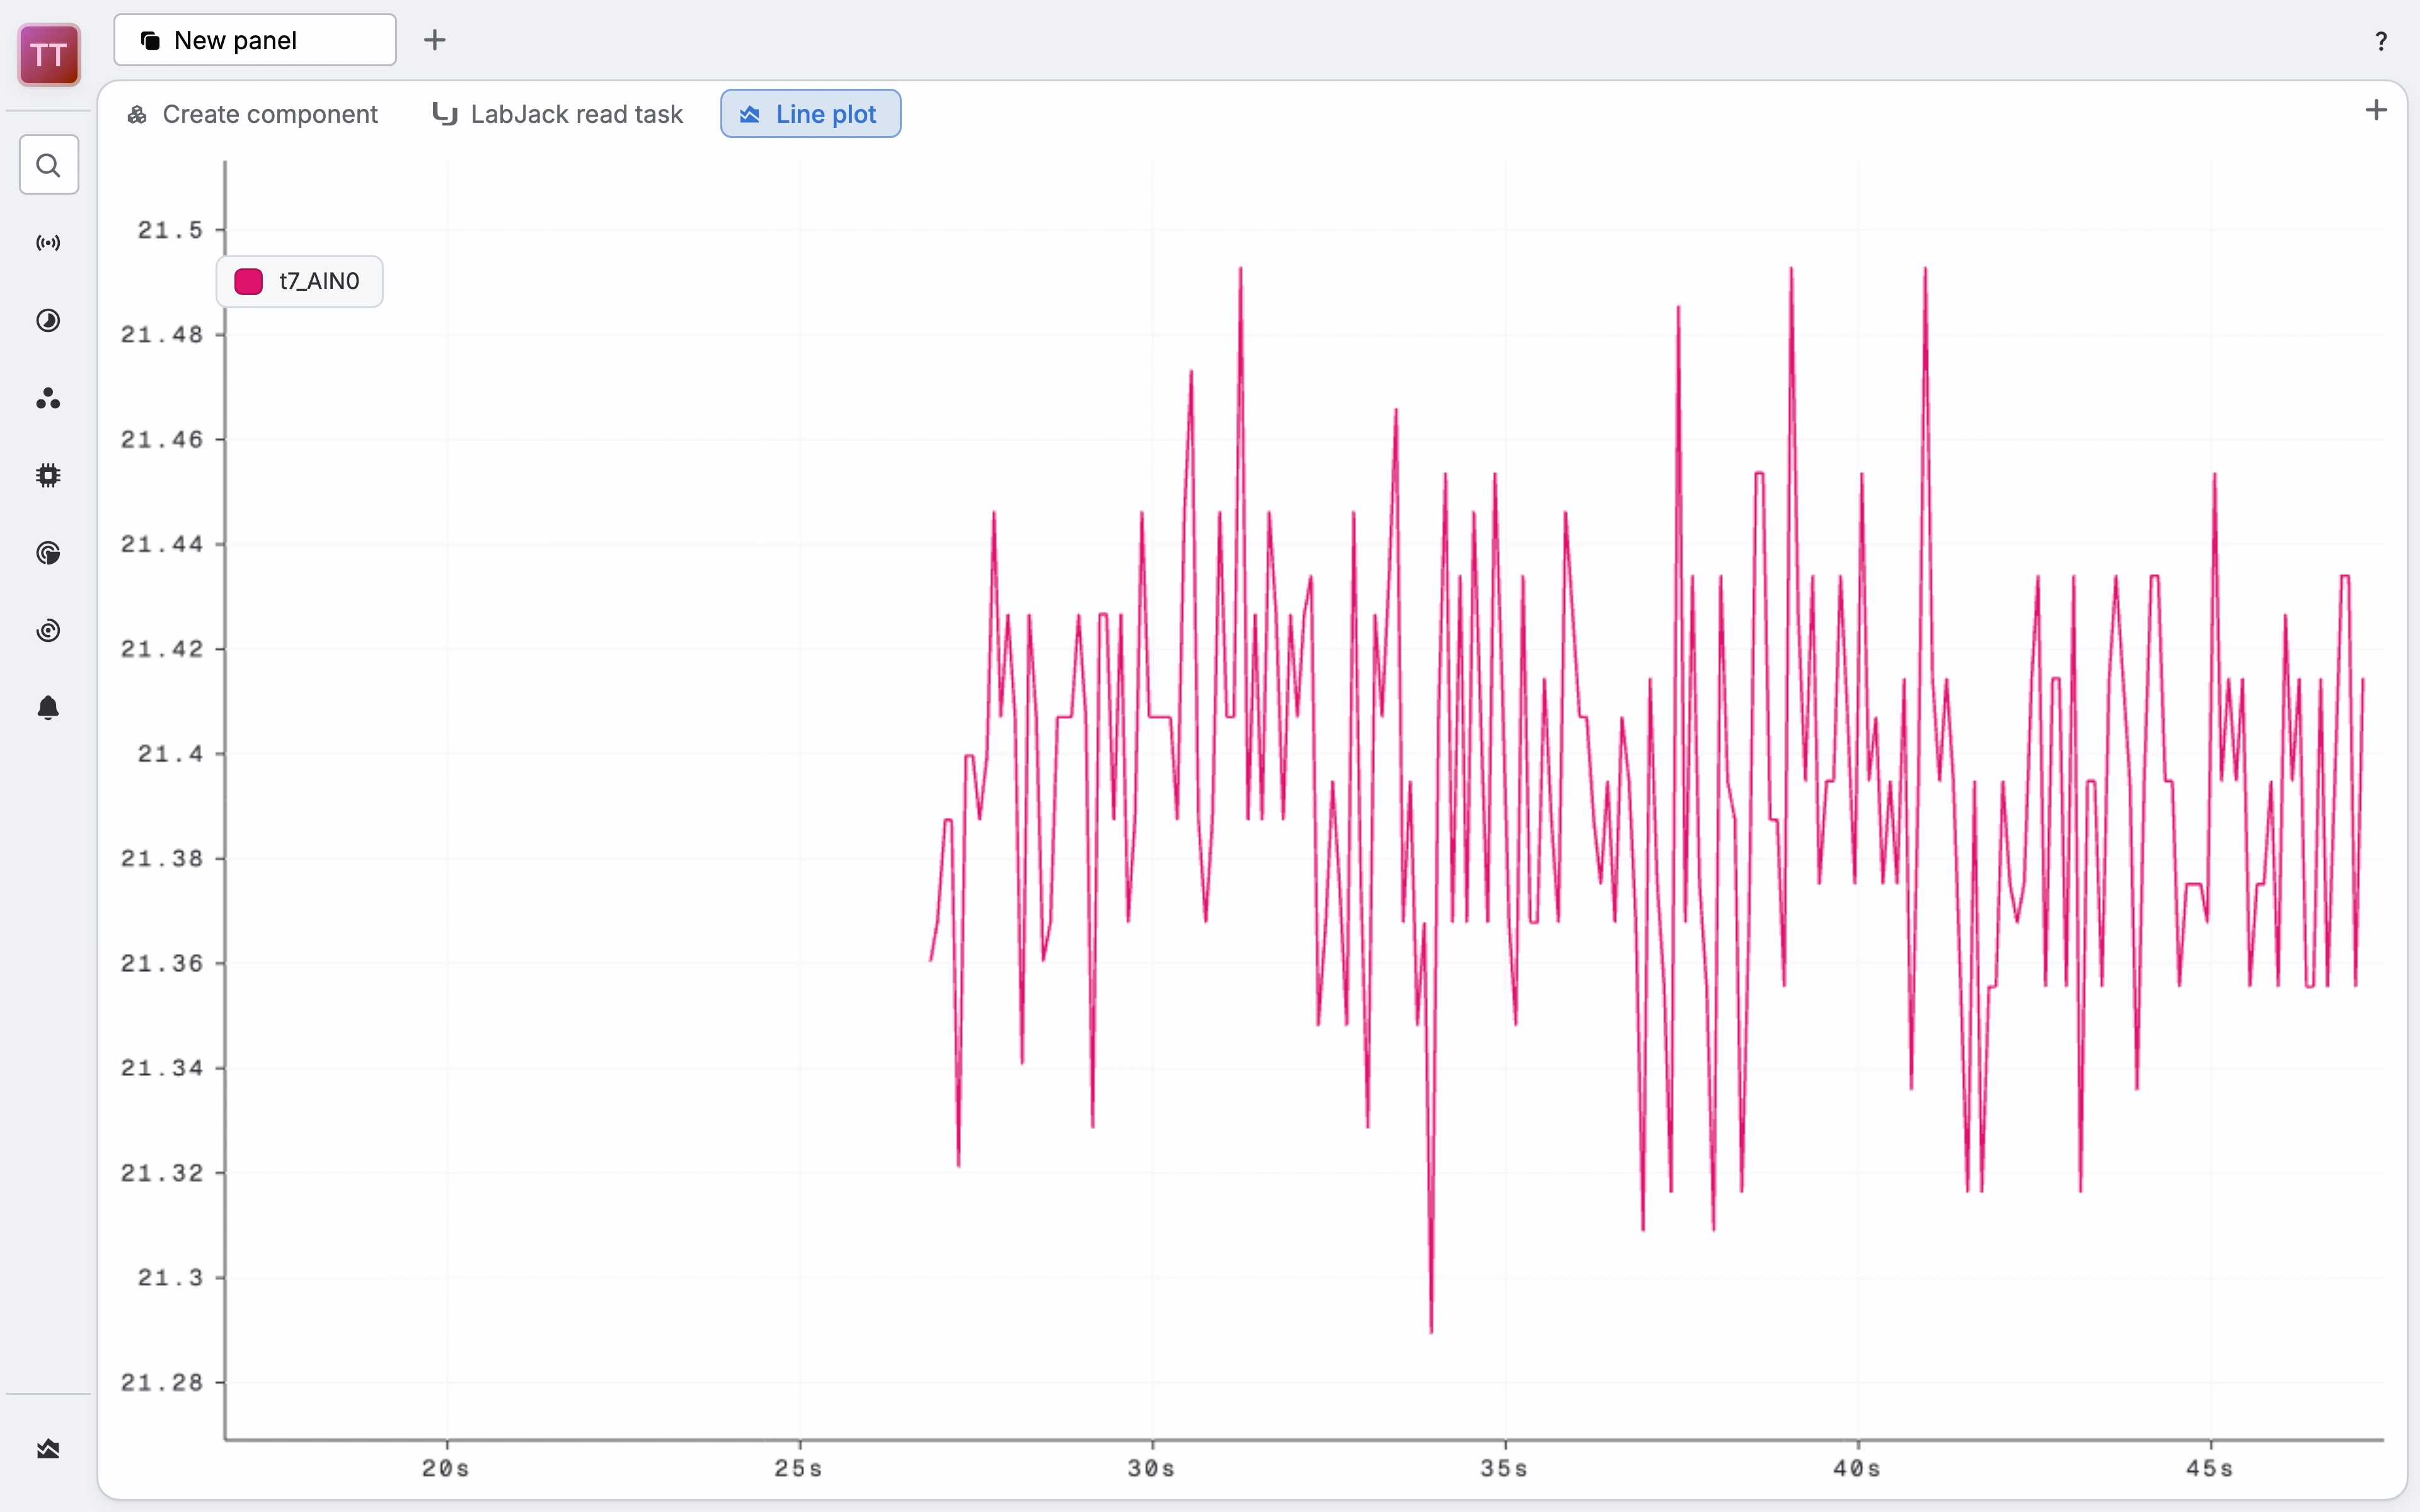 TT
New panel
?
Create component
LabJack read task
Line plot
t7_AIN0
21.5
21.48
21.46
21.44
21.42
21.4
21.38
21.36
21.34
21.32
21.3
21.28
20s
25s
30s
35s
40s
45s